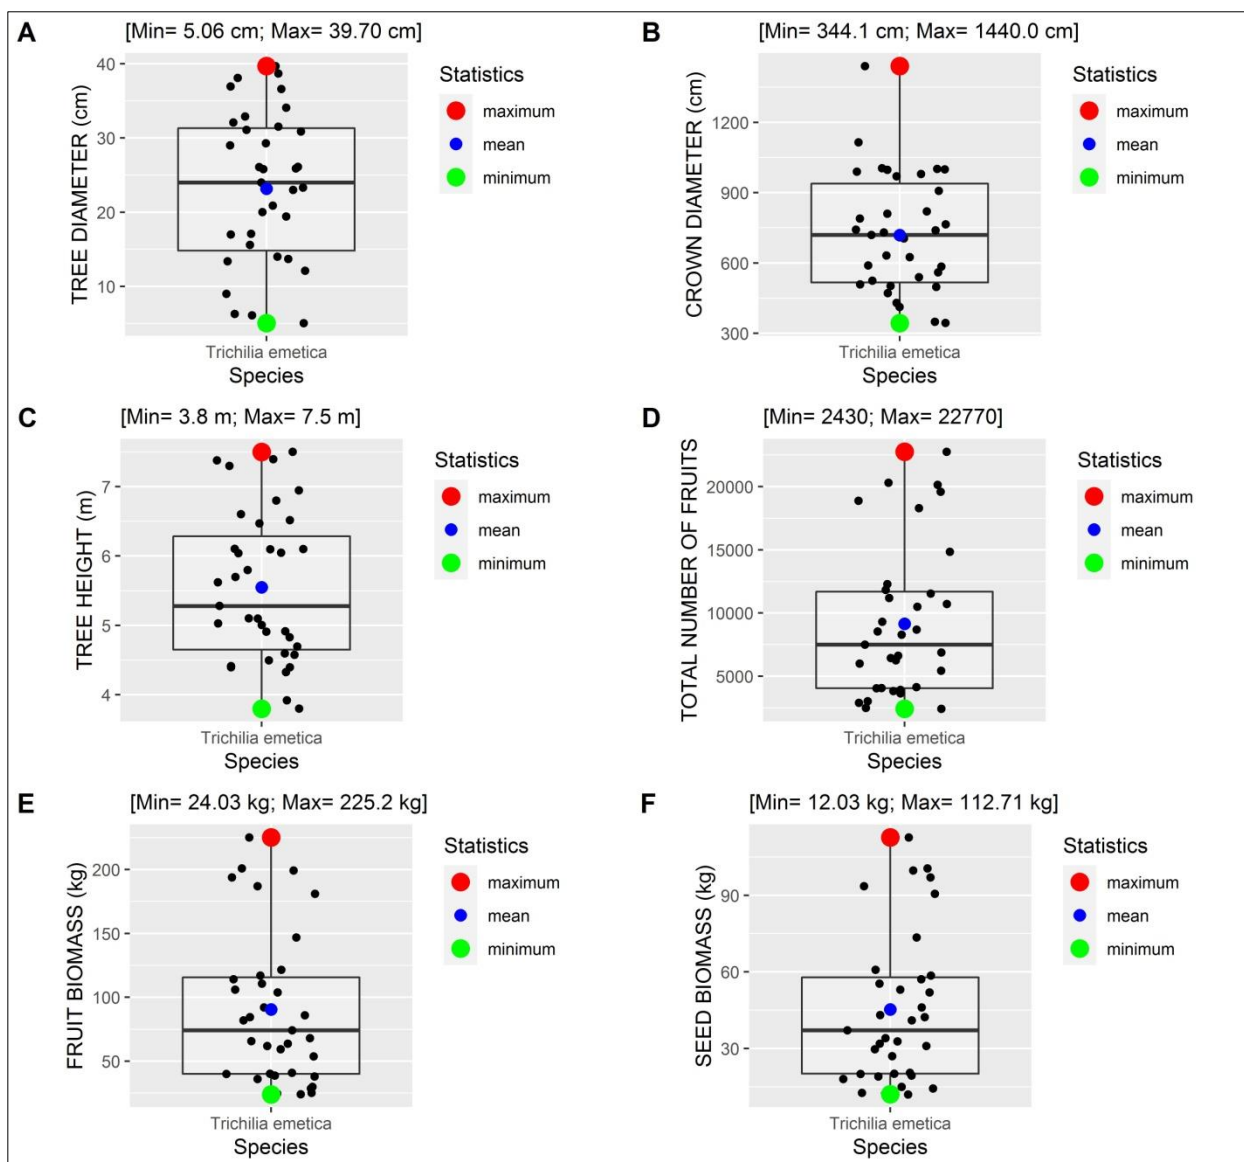 A
[Min= 5.06 cm; Max= 39.70 cm]
TREE DIAMETER (cm)
40
30
20
10
Trichilia emetica
Species
Statistics
maximum
mean
minimum
B
[Min= 344.1 cm; Max= 1440.0 cm]
CROWN DIAMETER (cm)
1200
900
600
300
Trichilia emetica
Species
Statistics
maximum
mean
minimum
C
[Min= 3.8 m; Max= 7.5 m]
TREE HEIGHT (m)
7
6
5
4
Trichilia emetica
Species
Statistics
maximum
mean
minimum
D
[Min= 2430; Max= 22770]
TOTAL NUMBER OF FRUITS
20000
15000
10000
5000
Trichilia emetica
Species
Statistics
maximum
mean
minimum
E
[Min= 24.03 kg; Max= 225.2 kg]
FRUIT BIOMASS (kg)
200
150
100
50
Trichilia emetica
Species
Statistics
maximum
mean
minimum
F
[Min= 12.03 kg; Max= 112.71 kg]
SEED BIOMASS (kg)
90
60
30
Trichilia emetica
Species
Statistics
maximum
mean
minimum